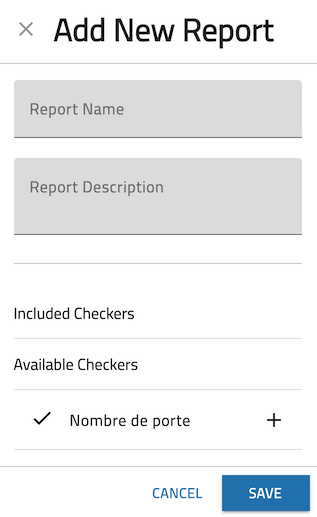 Add New Report
Report Name
Report Description
Included Checkers
Available Checkers
Nombre de porte
CANCEL
SAVE